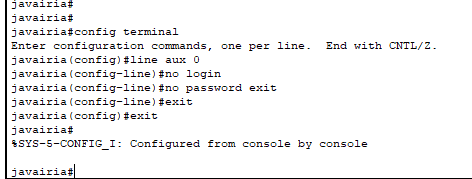 javairia#
javairia#
javairia#config terminal
Enter configuration commands, one per line.  End with CNTL/Z.
javairia(config)#line aux 0
javairia(config-line)#no login
javairia(config-line)#no password exit
javairia(config-line)#exit
javairia(config)#exit
javairia#
%SYS-5-CONFIG_I: Configured from console by console
javairia#